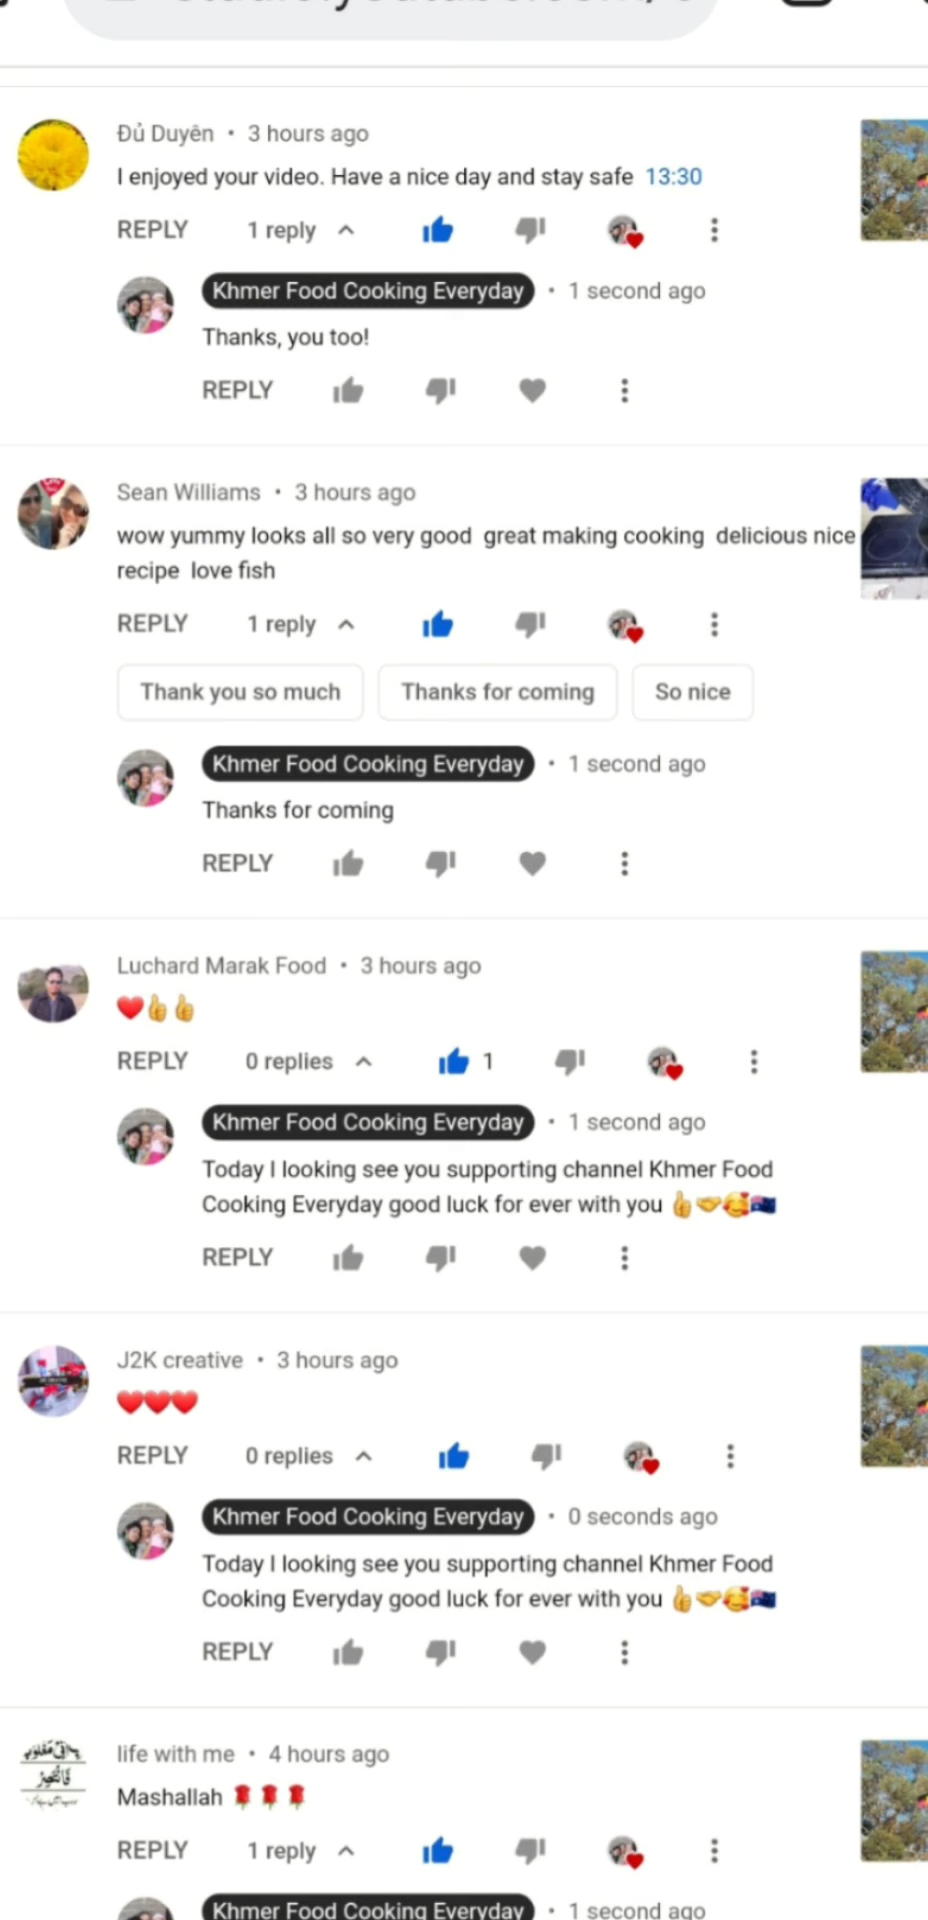 Đủ Duyên • 3 hours ago
I enjoyed your video. Have a nice day and stay safe 13:30
REPLY 1 reply
Khmer Food Cooking Everyday • 1 second ago
Thanks, you too!
REPLY
Sean Williams • 3 hours ago
wow yummy looks all so very good great making cooking delicious nice
recipe love fish
REPLY 1 reply
Thank you so much Thanks for coming So nice
Khmer Food Cooking Everyday • 1 second ago
Thanks for coming
REPLY
Luchard Marak Food • 3 hours ago
❤️👍👍
REPLY 0 replies 1
Khmer Food Cooking Everyday • 1 second ago
Today I looking see you supporting channel Khmer Food
Cooking Everyday good luck for ever with you 👍🤝🥰🇦🇺
REPLY
J2K creative • 3 hours ago
❤️❤️❤️
REPLY 0 replies
Khmer Food Cooking Everyday • 0 seconds ago
Today I looking see you supporting channel Khmer Food
Cooking Everyday good luck for ever with you 👍🤝🥰🇦🇺
REPLY
life with me • 4 hours ago
Mashallah 🌹🌹🌹
REPLY 1 reply
Khmer Food Cooking Everyday • 1 second ago